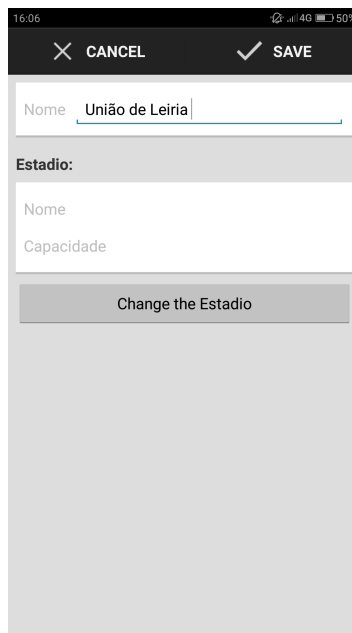 16:06 4G 50%
CANCEL SAVE
Nome União de Leiria
Estadio:
Nome
Capacidade
Change the Estadio